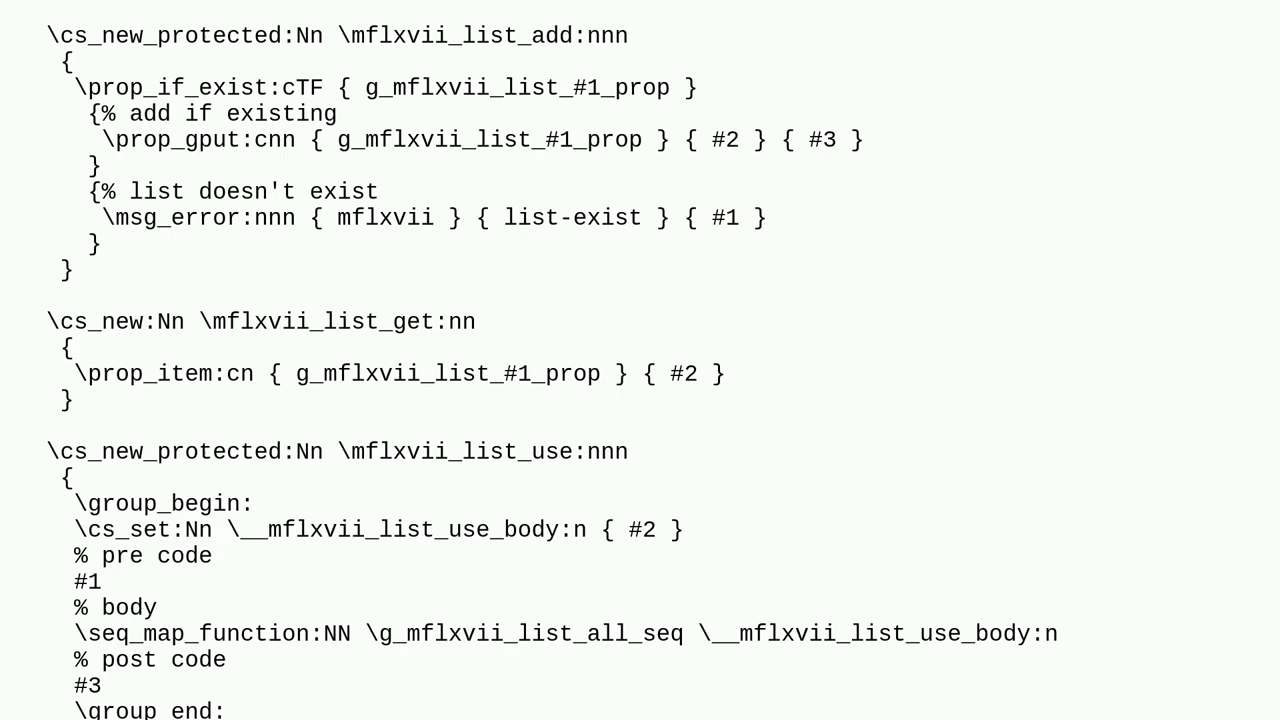 \cs_new_protected:Nn \mflxvii_list_add:nnn
{
\prop_if_exist:cTF { g_mflxvii_list_#1_prop }
{% add if existing
\prop_gput:cnn { g_mflxvii_list_#1_prop } { #2 } { #3 }
}
{% list doesn't exist
\msg_error:nnn { mflxvii } { list-exist } { #1 }
}
}
\cs_new:Nn \mflxvii_list_get:nn
{
\prop_item:cn { g_mflxvii_list_#1_prop } { #2 }
}
\cs_new_protected:Nn \mflxvii_list_use:nnn
{
\group_begin:
\cs_set:Nn \__mflxvii_list_use_body:n { #2 }
% pre code
#1
% body
\seq_map_function:NN \g_mflxvii_list_all_seq \__mflxvii_list_use_body:n
% post code
#3
\group_end: